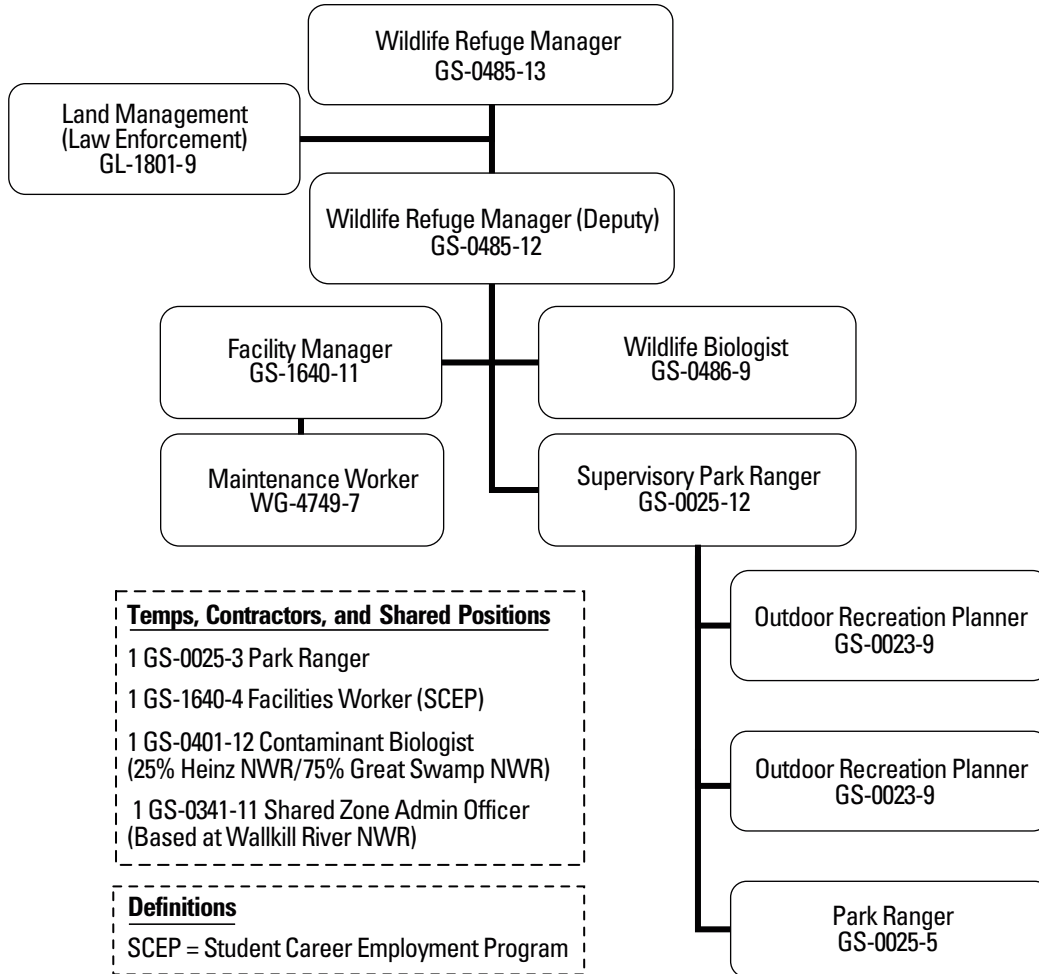 Wildlife Refuge Manager
GS-0485-13
Land Management
(Law Enforcement)
GL-1801-9
Wildlife Refuge Manager (Deputy)
GS-0485-12
Facility Manager
GS-1640-11
Wildlife Biologist
GS-0486-9
Maintenance Worker
WG-4749-7
Supervisory Park Ranger
GS-0025-12
Temps, Contractors, and Shared Positions
1 GS-0025-3 Park Ranger
1 GS-1640-4 Facilities Worker (SCEP)
1 GS-0401-12 Contaminant Biologist
(25% Heinz NWR/75% Great Swamp NWR)
1 GS-0341-11 Shared Zone Admin Officer
(Based at Wallkill River NWR)
Outdoor Recreation Planner
GS-0023-9
Outdoor Recreation Planner
GS-0023-9
Park Ranger
GS-0025-5
Definitions
SCEP = Student Career Employment Program